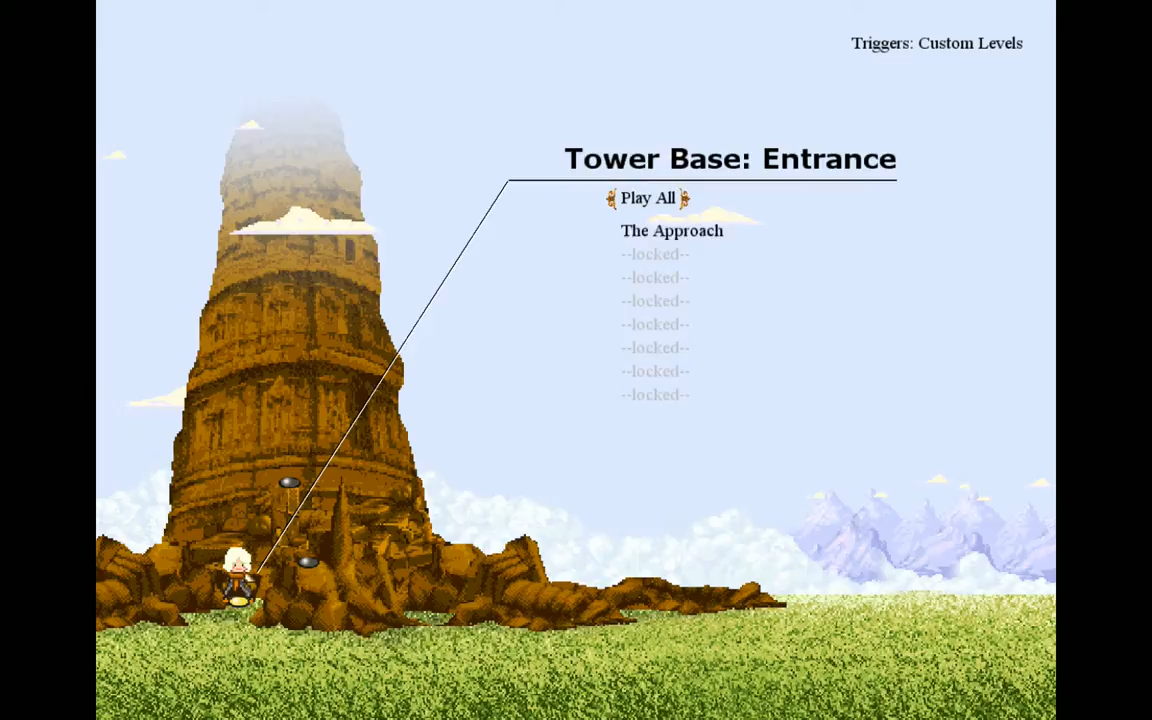 Triggers: Custom Levels
Tower Base: Entrance
Play All
The Approach
--locked--
--locked--
--locked--
--locked--
--locked--
--locked--
--locked--